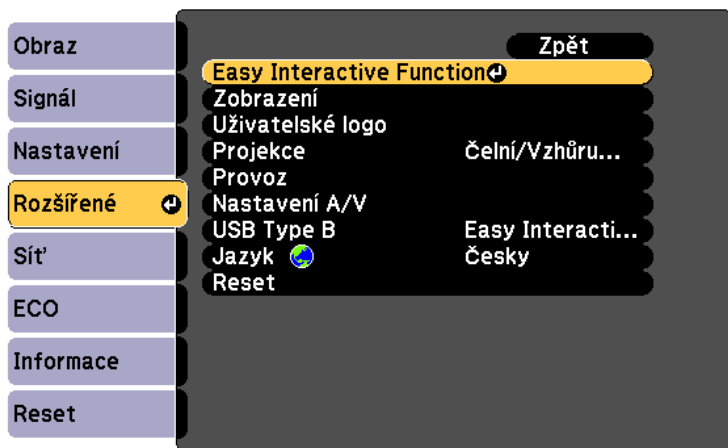 Obraz
Signál
Nastavení
Rozšířené
Síť
ECO
Informace
Reset
Zpět
Easy Interactive Function
Zobrazení
Uživatelské logo
Projekce Čelní/Vzhůru...
Provoz
Nastavení A/V
USB Type B Easy Interacti...
Jazyk Česky
Reset